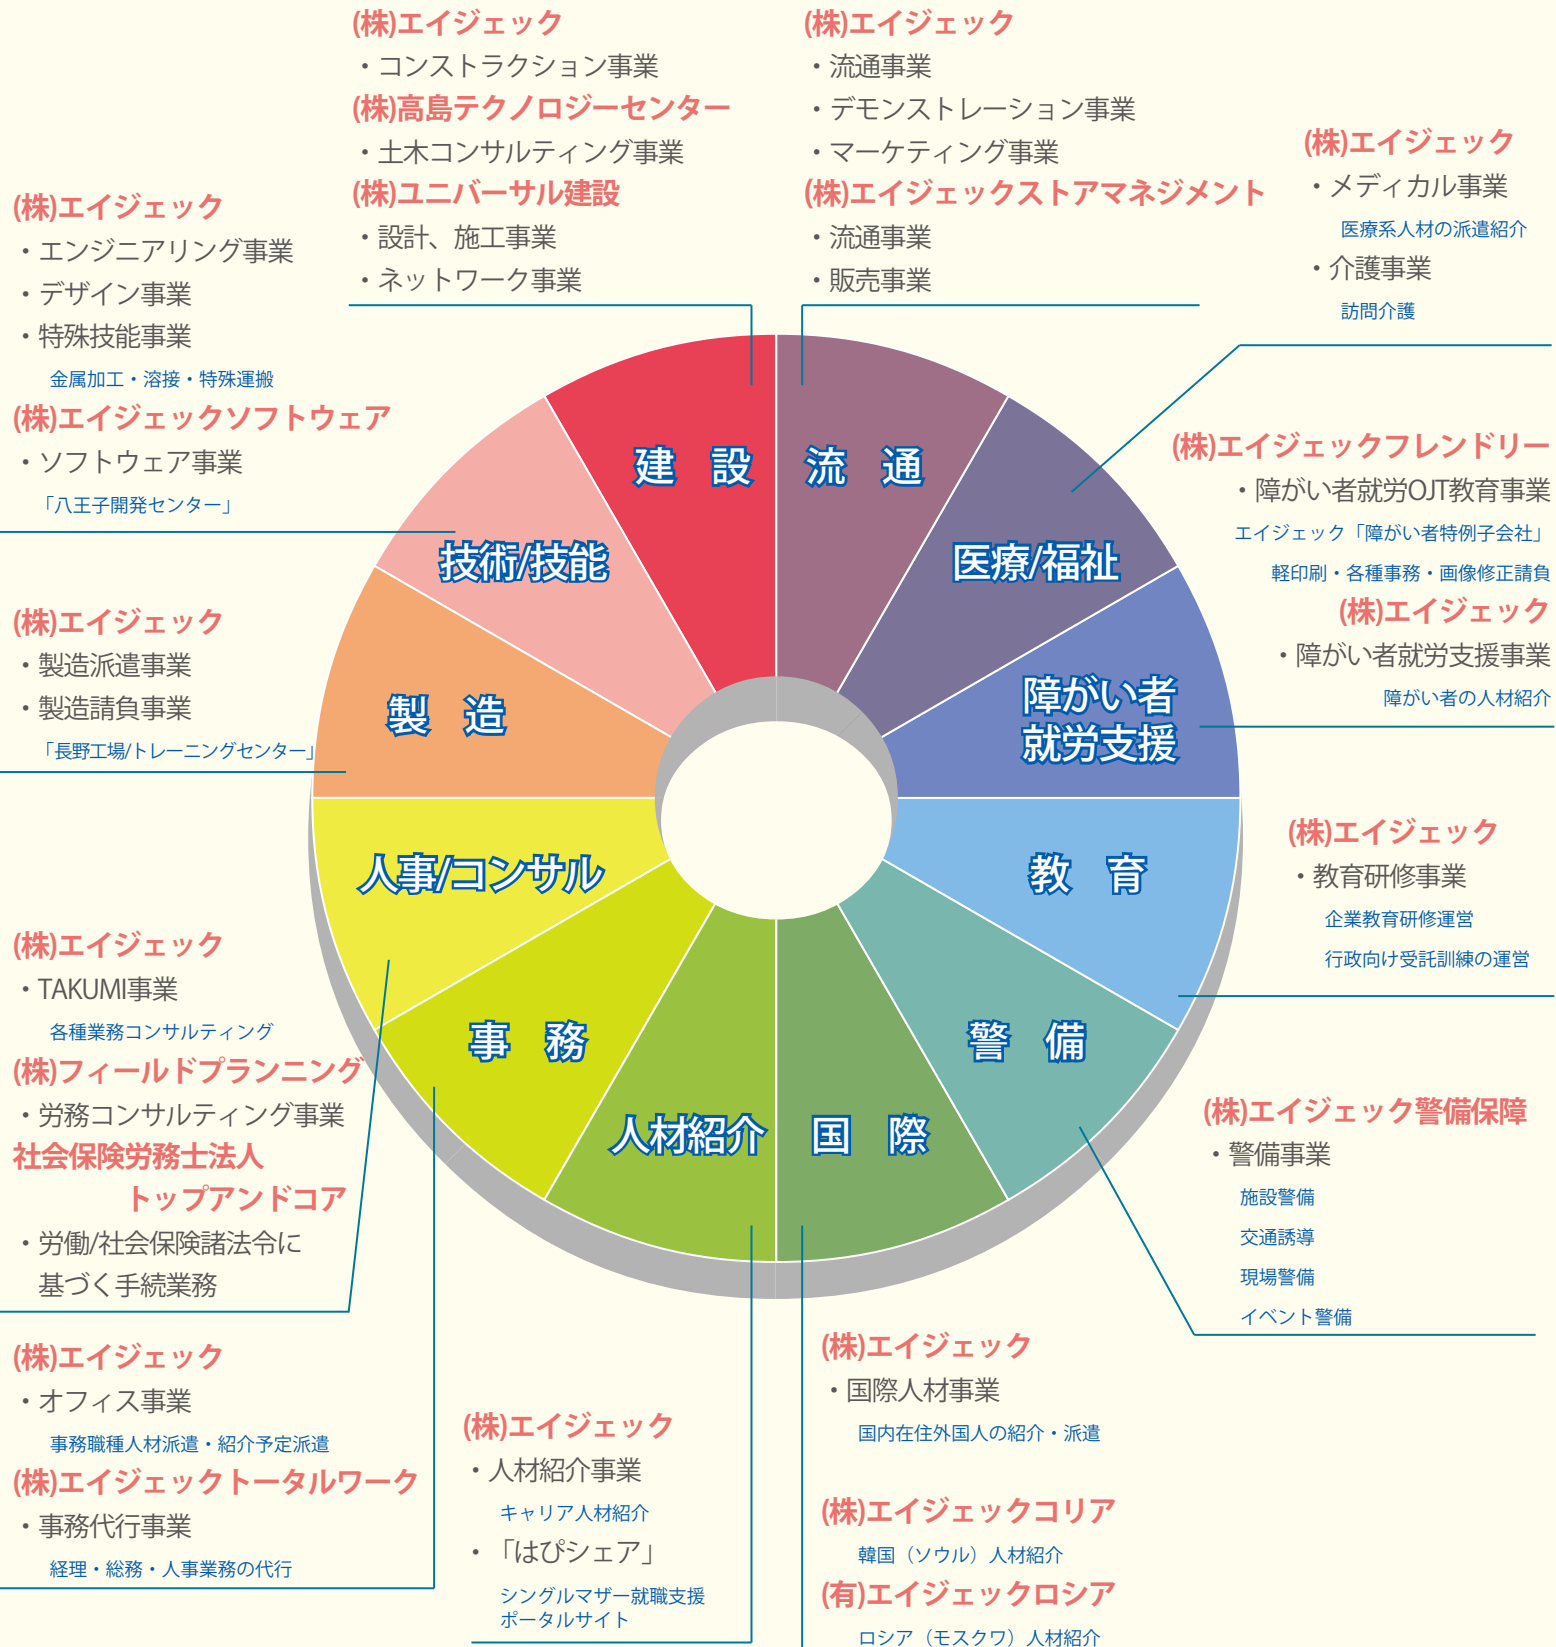 (株)エイジェック
・コンストラクション事業
(株)高島テクノロジーセンター
・土木コンサルティング事業
(株)ユニバーサル建設
・設計、施工事業
・ネットワーク事業
(株)エイジェック
・流通事業
・デモンストレーション事業
・マーケティング事業
(株)エイジェックストアマネジメント
・流通事業
・販売事業
(株)エイジェック
・メディカル事業
医療系人材の派遣紹介
・介護事業
訪問介護
(株)エイジェック
・エンジニアリング事業
・デザイン事業
・特殊技能事業
金属加工・溶接・特殊運搬
(株)エイジェックソフトウェア
・ソフトウェア事業
「八王子開発センター」
(株)エイジェックフレンドリー
・障がい者就労OJT教育事業
エイジェック「障がい者特例子会社」
軽印刷・各種事務・画像修正請負
(株)エイジェック
・障がい者就労支援事業
障がい者の人材紹介
建 設
流 通
技術/技能
医療/福祉
製 造
障がい者
就労支援
人事/コンサル
教 育
事 務
警 備
人材紹介
国 際
(株)エイジェック
・製造派遣事業
・製造請負事業
「長野工場/トレーニングセンター」
(株)エイジェック
・教育研修事業
企業教育研修運営
行政向け受託訓練の運営
(株)エイジェック
・TAKUMI事業
各種業務コンサルティング
(株)フィールドプランニング
・労務コンサルティング事業
社会保険労務士法人
トップアンドコア
・労働/社会保険諸法令に
基づく手続業務
(株)エイジェック警備保障
・警備事業
施設警備
交通誘導
現場警備
イベント警備
(株)エイジェック
・オフィス事業
事務職種人材派遣・紹介予定派遣
(株)エイジェックトータルワーク
・事務代行事業
経理・総務・人事業務の代行
(株)エイジェック
・人材紹介事業
キャリア人材紹介
・「はぴシェア」
シングルマザー就職支援
ポータルサイト
(株)エイジェック
・国際人材事業
国内在住外国人の紹介・派遣
(株)エイジェックコリア
韓国（ソウル）人材紹介
(有)エイジェックロシア
ロシア（モスクワ）人材紹介